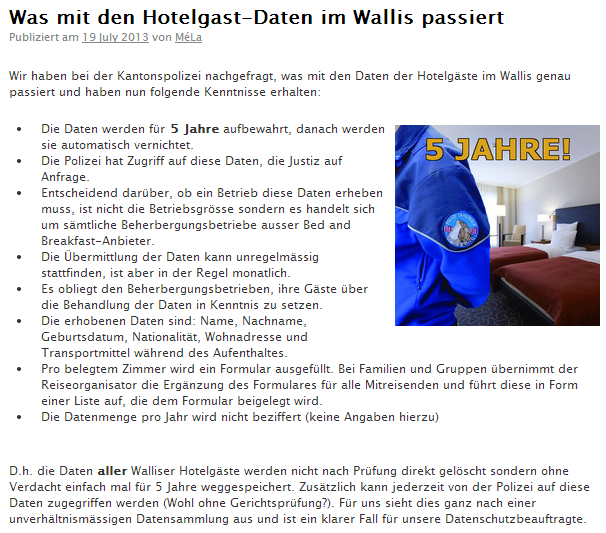 Was mit den Hotelgast-Daten im Wallis passiert
Publiziert am 19 July 2013 von MéLa
Wir haben bei der Kantonspolizei nachgefragt, was mit den Daten der Hotelgäste im Wallis genau
passiert und haben nun folgende Kenntnisse erhalten:
• Die Daten werden für 5 Jahre aufbewahrt, danach werden
sie automatisch vernichtet.
• Die Polizei hat Zugriff auf diese Daten, die Justiz auf
Anfrage.
• Entscheidend darüber, ob ein Betrieb diese Daten erheben
muss, ist nicht die Betriebsgrösse sondern es handelt sich
um sämtliche Beherbergungsbetriebe ausser Bed and
Breakfast-Anbieter.
• Die Übermittlung der Daten kann unregelmässig
stattfinden, ist aber in der Regel monatlich.
• Es obliegt den Beherbergungsbetrieben, ihre Gäste über
die Behandlung der Daten in Kenntnis zu setzen.
• Die erhobenen Daten sind: Name, Nachname,
Geburtsdatum, Nationalität, Wohnadresse und
Transportmittel während des Aufenthaltes.
5 JAHRE!
• Pro belegtem Zimmer wird ein Formular ausgefüllt. Bei Familien und Gruppen übernimmt der
Reiseorganisator die Ergänzung des Formulares für alle Mitreisenden und führt diese in Form
einer Liste auf, die dem Formular beigelegt wird.
• Die Datenmenge pro Jahr wird nicht beziffert (keine Angaben hierzu)
D.h. die Daten aller Walliser Hotelgäste werden nicht nach Prüfung direkt gelöscht sondern ohne
Verdacht einfach mal für 5 Jahre weggespeichert. Zusätzlich kann jederzeit von der Polizei auf diese
Daten zugegriffen werden (Wohl ohne Gerichtsprüfung?). Für uns sieht dies ganz nach einer
unverhältnismässigen Datensammlung aus und ist ein klarer Fall für unsere Datenschutzbeauftragte.